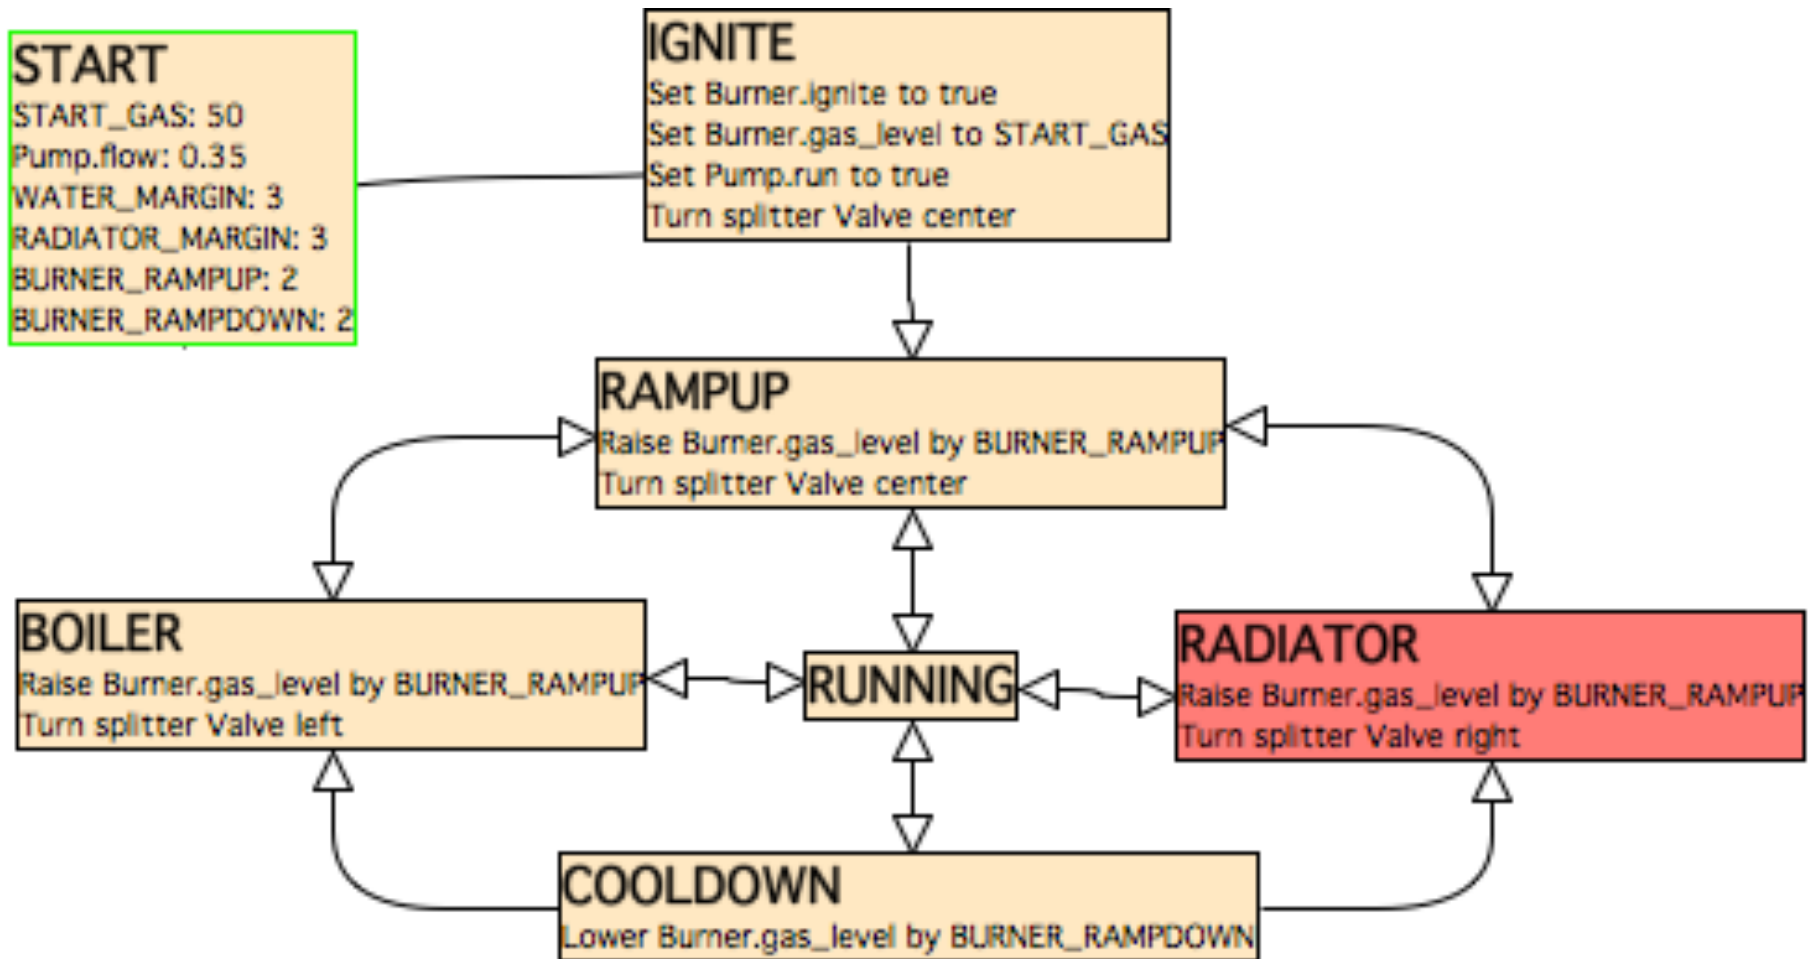 START
START_GAS: 50
Pump.flow: 0.35
WATER_MARGIN: 3
RADIATOR_MARGIN: 3
BURNER_RAMPUP: 2
BURNER_RAMPDOWN: 2
IGNITE
Set Burner.ignite to true
Set Burner.gas_level to START_GAS
Set Pump.run to true
Turn splitter Valve center
RAMPUP
Raise Burner.gas_level by BURNER_RAMPUP
Turn splitter Valve center
BOILER
Raise Burner.gas_level by BURNER_RAMPUP
Turn splitter Valve left
RUNNING
RADIATOR
Raise Burner.gas_level by BURNER_RAMPUP
Turn splitter Valve right
COOLDOWN
Lower Burner.gas_level by BURNER_RAMPDOWN